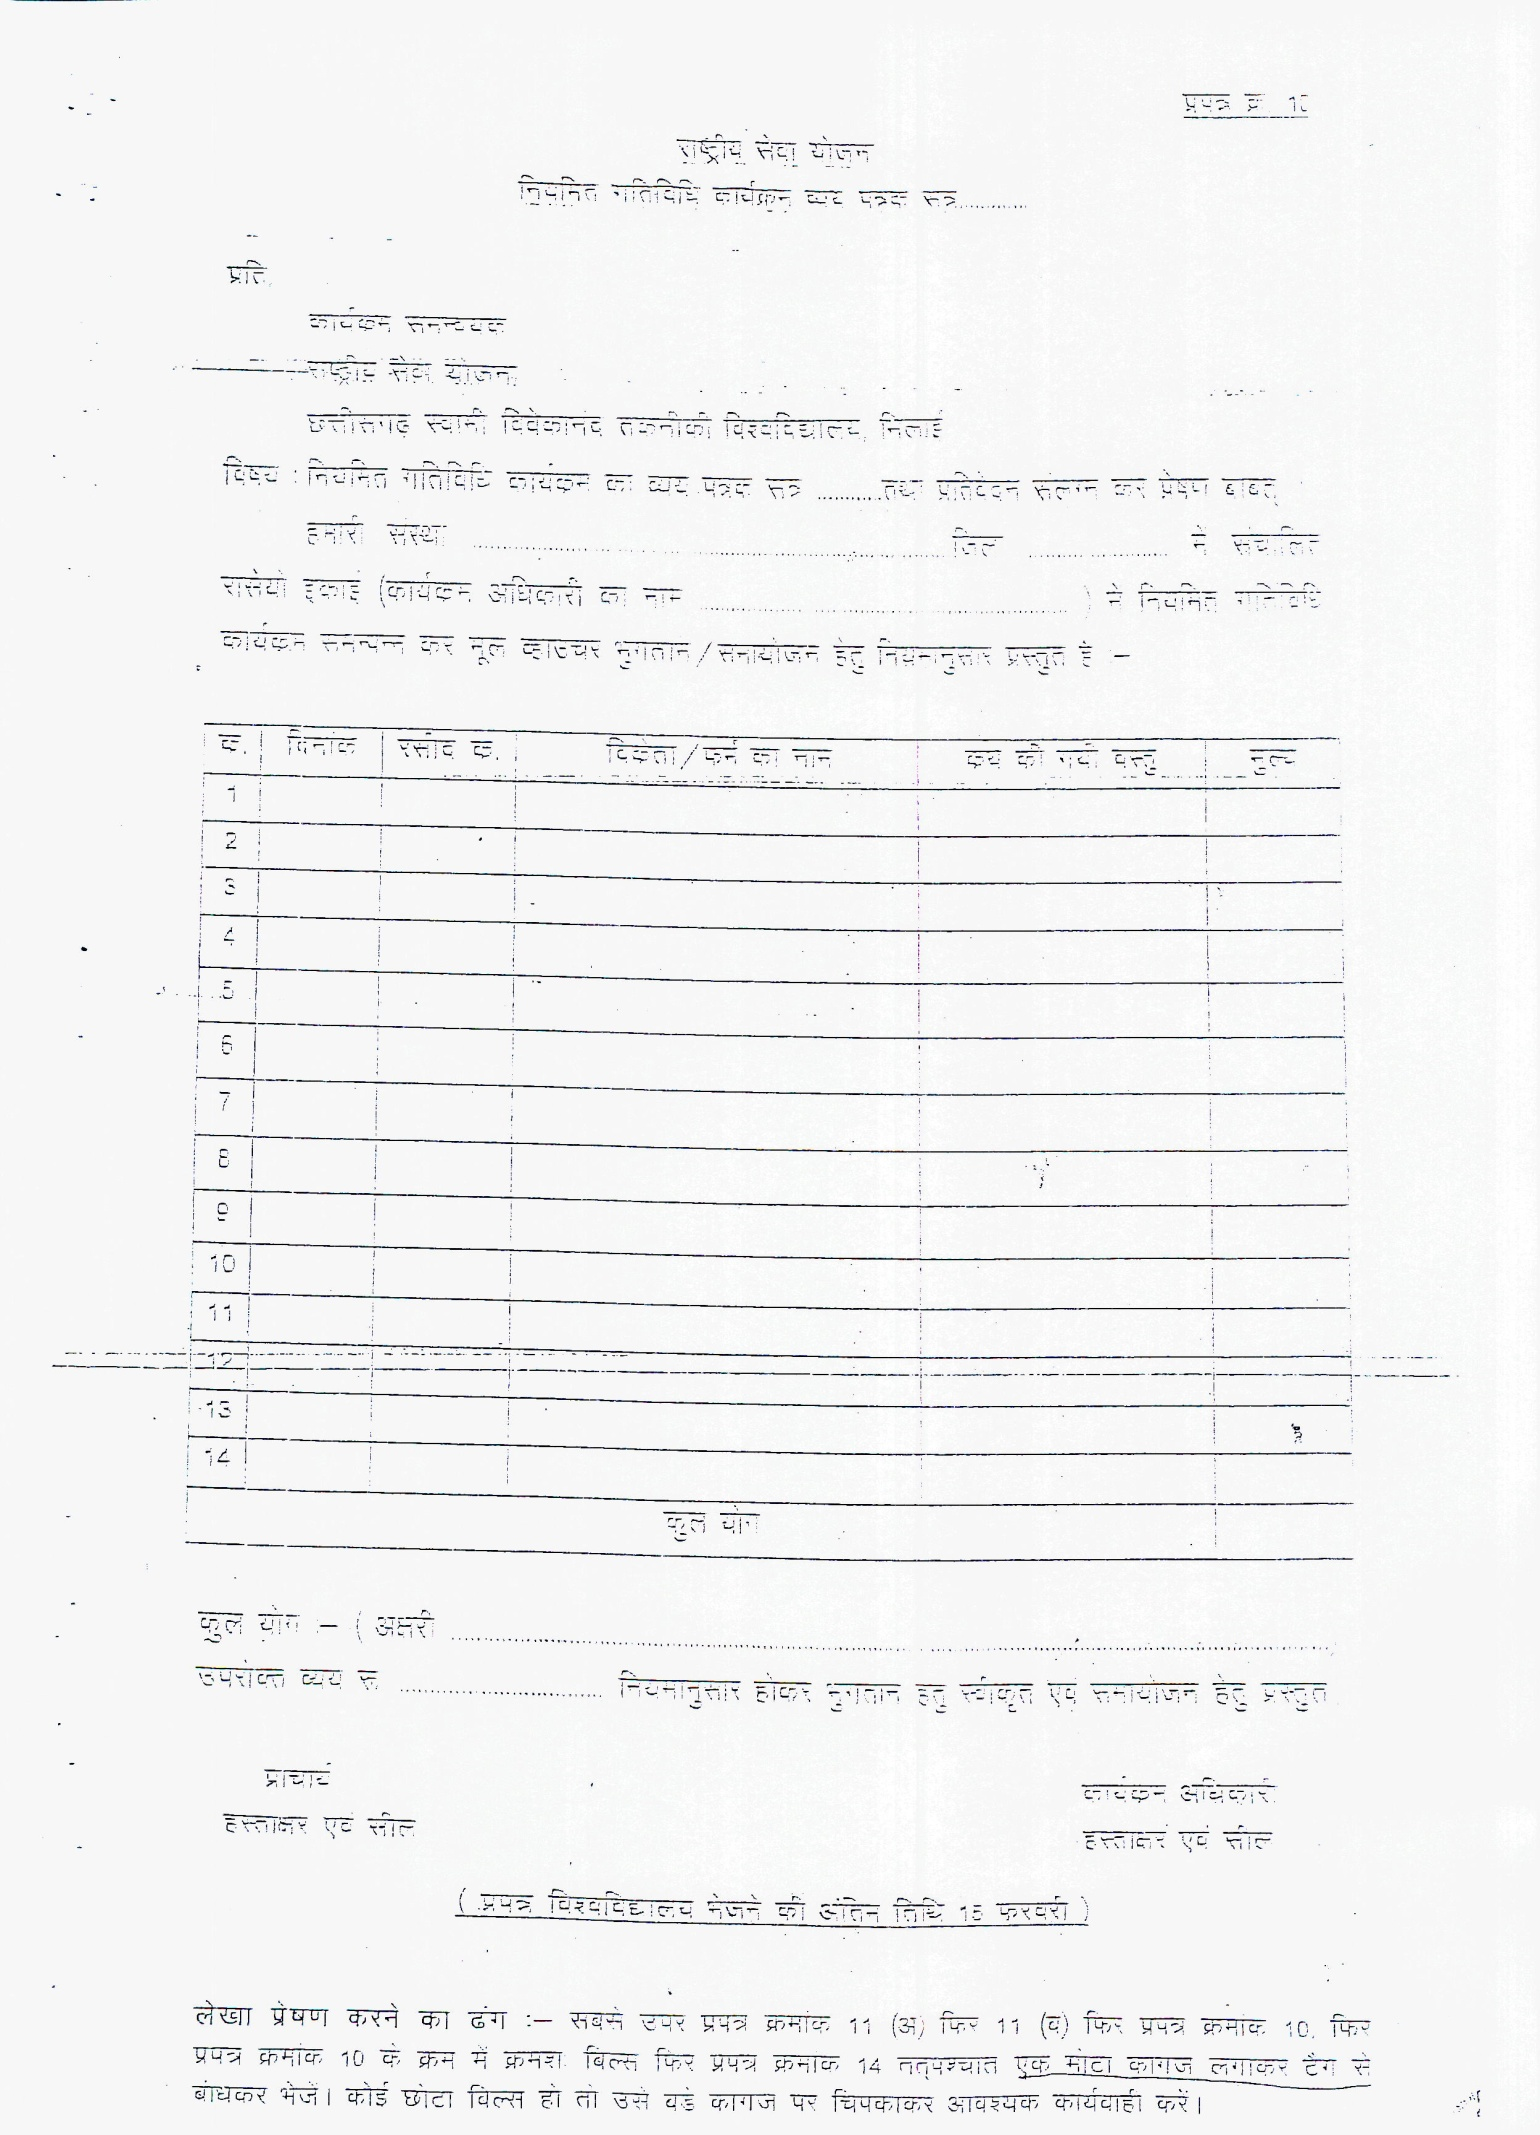 प्रपत्र क्र. 10
राष्ट्रीय सेवा योजना
नियमित गतिविधि कार्यक्रम व्यय पत्रक सत्र............
प्रति,
कार्यक्रम समन्वयक
राष्ट्रीय सेवा योजना,
छत्तीसगढ़ स्वामी विवेकानंद तकनीकी विश्वविद्यालय, भिलाई
विषय : नियमित गतिविधि कार्यक्रम का व्यय पत्रक सत्र ...........तथा प्रतिवेदन संलग्न कर प्रेषण बाबत्
हमारी संस्था .................................................. जिला ........................ में संचालित
रासेयो इकाई (कार्यक्रम अधिकारी का नाम .................................................. ) ने नियमित गतिविधि
कार्यक्रम समन्पन्न कर मूल व्हाउचर भुगतान/समायोजन हेतु नियमानुसार प्रस्तुत है :–
क्र. दिनांक रसीद क्र. विक्रेता/फर्म का नाम क्रय की गयी वस्तु मुल्य
1
2
3
4
5
6
7
8
9
10
11
12
13
14
कुल योग
कुल योग :– ( अक्षरी ..................................................
उपरोक्त व्यय रू ............................ नियमानुसार होकर भुगतान हेतु स्वीकृत एवं समायोजन हेतु प्रस्तुत
प्राचार्य कार्यक्रम अधिकारी
हस्ताक्षर एवं सील हस्ताक्षर एवं सील
( प्रपत्र विश्वविद्यालय भेजने की अंतिम तिथि 15 फरवरी )
लेखा प्रेषण करने का ढंग :– सबसे उपर प्रपत्र क्रमांक 11 (अ) फिर 11 (ब) फिर प्रपत्र क्रमांक 10, फिर
प्रपत्र क्रमांक 10 के क्रम में क्रमशः बिल्स फिर प्रपत्र क्रमांक 14 तत्पश्चात एक मोटा कागज लगाकर टैग से
बांधकर भेजें। कोई छोटा बिल्स हो तो उसे बडे कागज पर चिपकाकर आवश्यक कार्यवाही करें।